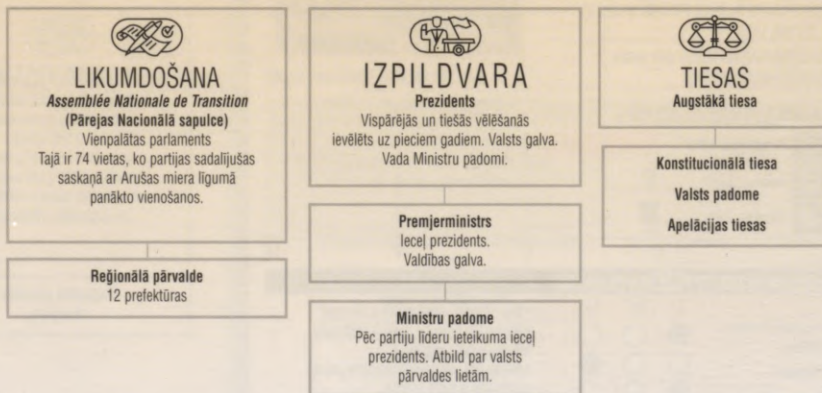 LIKUMDOŠANA
Assemblée Nationale de Transition
(Pārejas Nacionālā sapulce)
Vienpalātas parlaments
Tajā ir 74 vietas, ko partijas sadalījušas
saskaņā ar Arušas miera līgumā
panākto vienošanos.
Reģionālā pārvalde
12 prefektūras
IZPILDVARA
Prezidents
Vispārējās un tiešās vēlēšanās
ievēlēts uz pieciem gadiem. Valsts galva.
Vada Ministru padomi.
Premjerministrs
Ieceļ prezidents.
Valdības galva.
Ministru padome
Pēc partiju līderu ieteikuma ieceļ
prezidents. Atbild par valsts
pārvaldes lietām.
TIESAS
Augstākā tiesa
Konstitucionālā tiesa
Valsts padome
Apelācijas tiesas